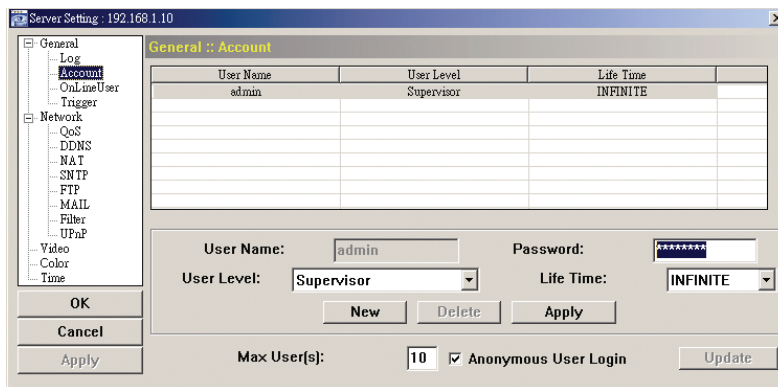 Server Setting : 192.168.1.10
General
Log
Account
OnLineUser
Trigger
Network
QoS
DDNS
NAT
SNTP
FTP
MAIL
Filter
UPnP
Video
Color
Time
OK
Cancel
Apply
General :: Account
User Name User Level Life Time
admin Supervisor INFINITE
User Name: admin Password: ********
User Level: Supervisor Life Time: INFINITE
New Delete Apply
Max User(s): 10 Anonymous User Login Update